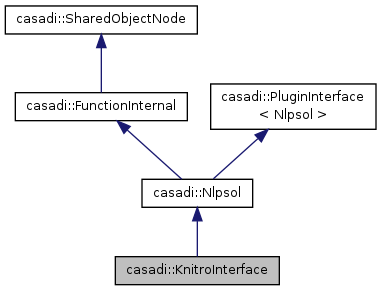 casadi::SharedObjectNode
casadi::FunctionInternal
casadi::PluginInterface
< Nlpsol >
casadi::Nlpsol
casadi::KnitroInterface